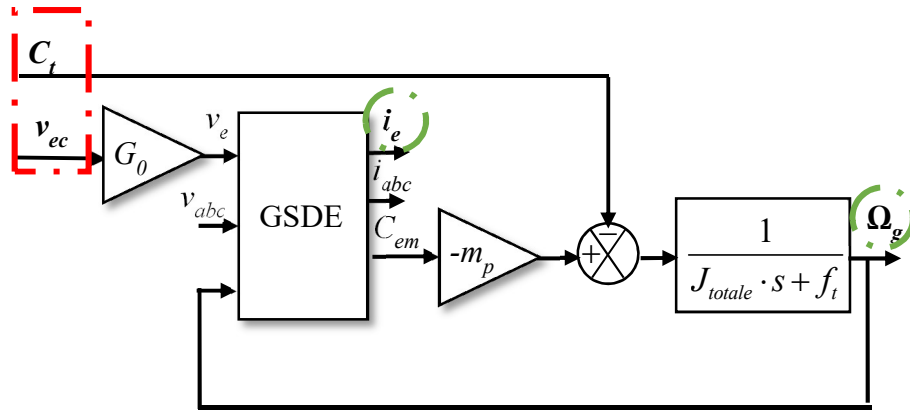 C_t
v_ec
G_0
v_e
v_abc
GSDE
i_e
i_abc
C_em
-m_p
−
+
1
J_totale · s + f_t
Ω_g